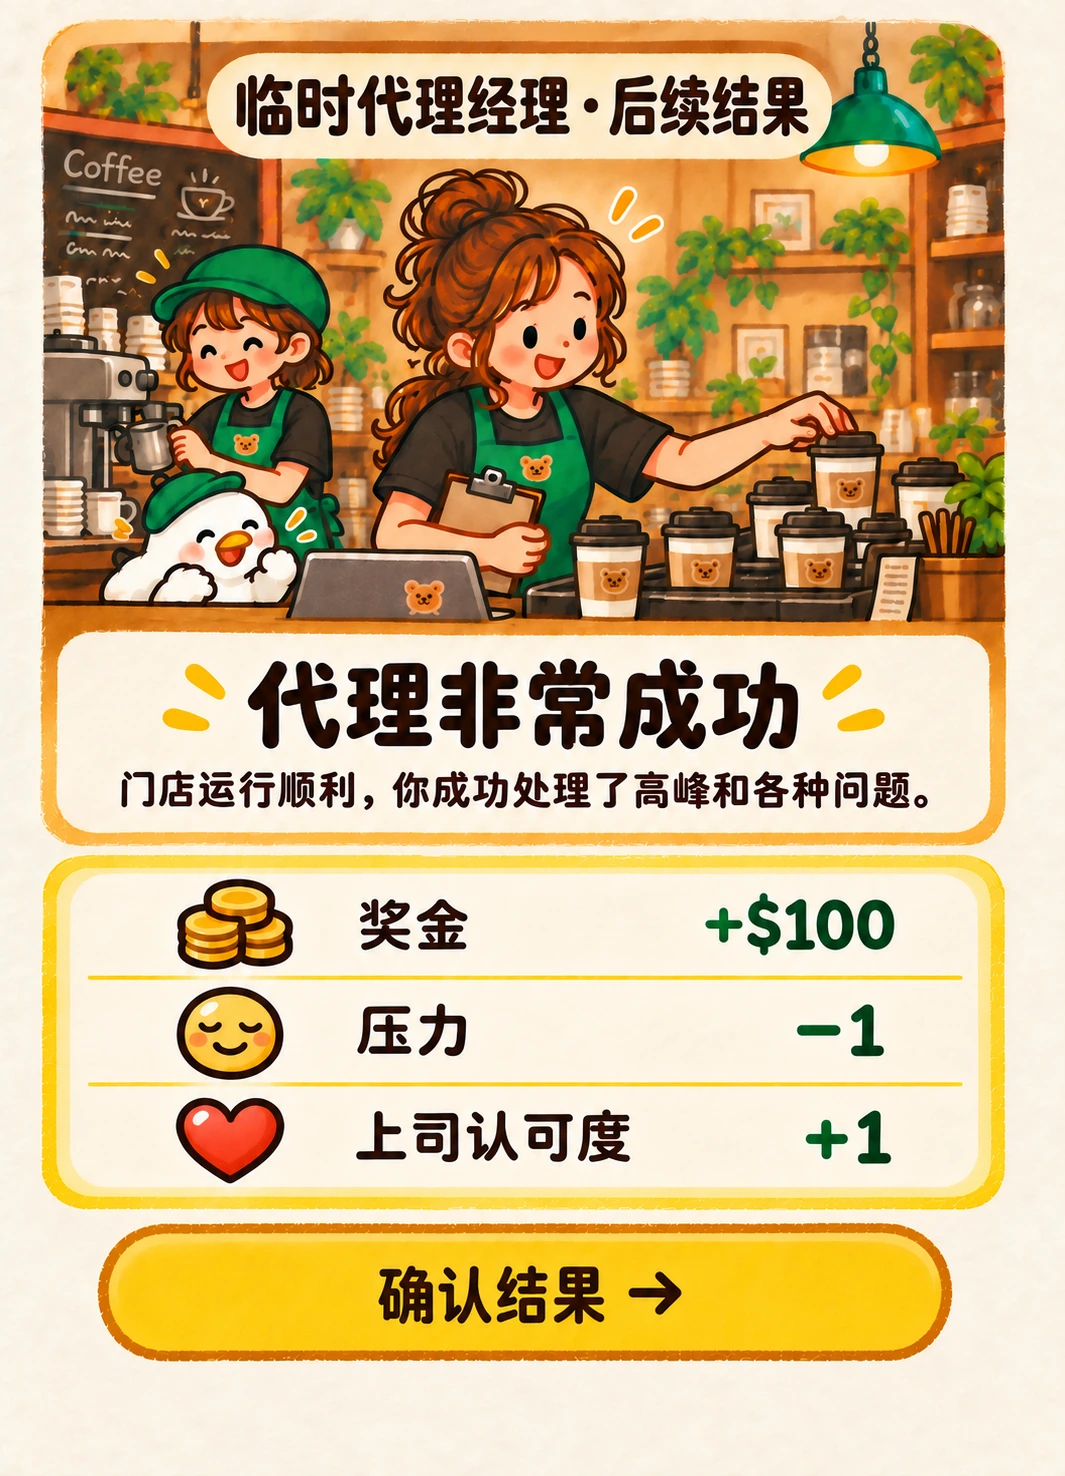 临时代理经理·后续结果
Coffee
代理非常成功
门店运行顺利，你成功处理了高峰和各种问题。
奖金 +$100
压力 −1
上司认可度 +1
确认结果 →